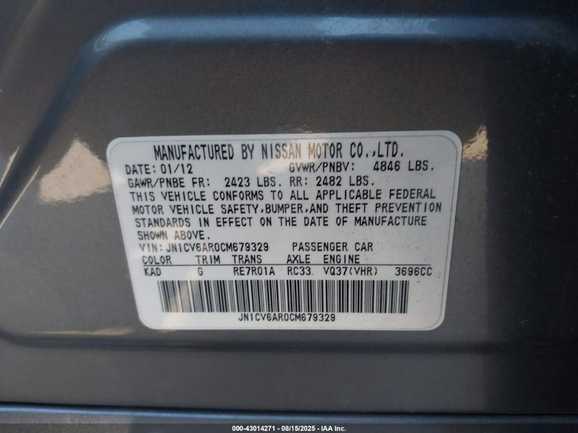 MANUFACTURED BY NISSAN MOTOR CO.,LTD.
DATE: 01/12 GVWR/PNBV: 4846 LBS.
GAWR/PNBE FR: 2423 LBS. RR: 2482 LBS.
THIS VEHICLE CONFORMS TO ALL APPLICABLE FEDERAL
MOTOR VEHICLE SAFETY,BUMPER,AND THEFT PREVENTION
STANDARDS IN EFFECT ON THE DATE OF MANUFACTURE
SHOWN ABOVE.
VIN: JN1CV6AR0CM679329 PASSENGER CAR
COLOR TRIM TRANS AXLE ENGINE
KAD G RE7R01A RC33 VQ37(VHR) 3696CC
JN1CV6AR0CM679329
000-43014271 - 08/15/2025 - IAA Inc.